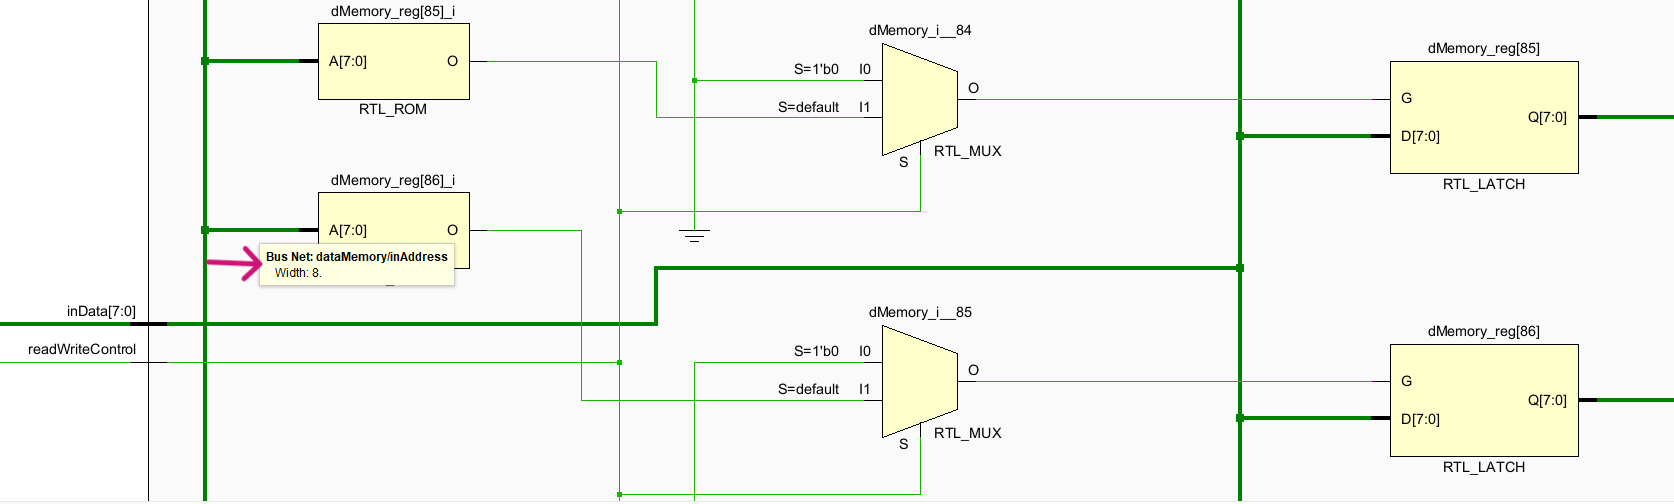 dMemory_reg[85]_i
A[7:0] O
RTL_ROM
dMemory_i__84
S=1'b0 I0
S=default I1
O
S
RTL_MUX
dMemory_reg[85]
G
D[7:0]
Q[7:0]
RTL_LATCH
dMemory_reg[86]_i
A[7:0] O
Bus Net: dataMemory/inAddress
Width: 8.
inData[7:0]
readWriteControl
dMemory_i__85
S=1'b0 I0
S=default I1
O
S
RTL_MUX
dMemory_reg[86]
G
D[7:0]
Q[7:0]
RTL_LATCH